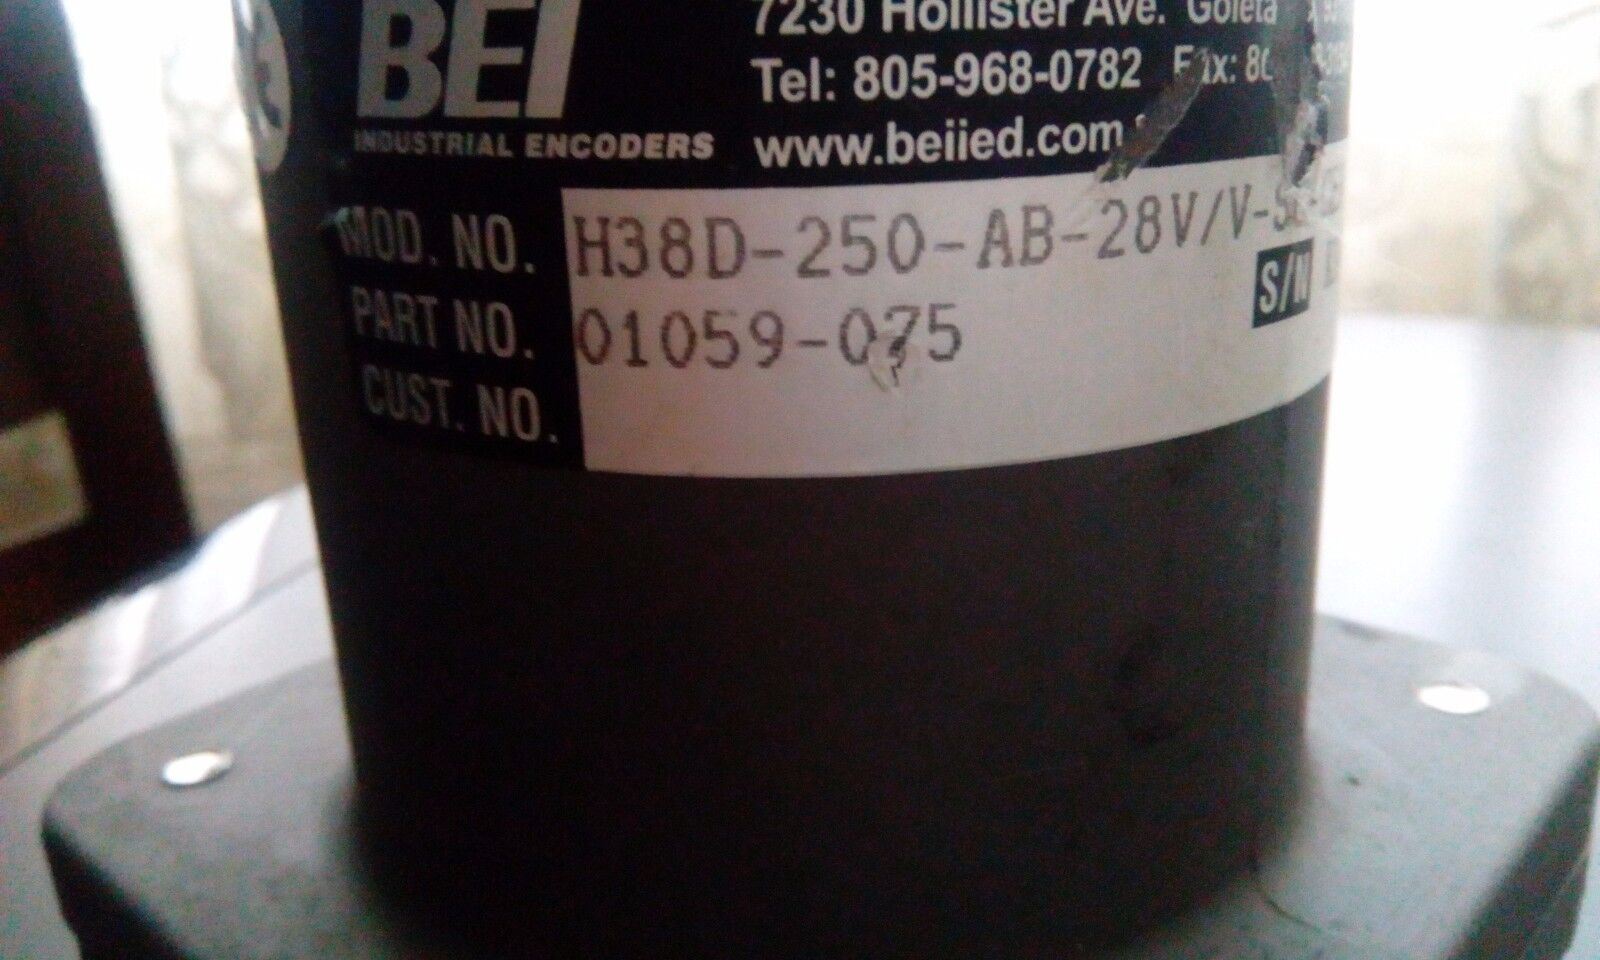 BEI
INDUSTRIAL ENCODERS
7230 Hollister Ave. Goleta
Tel: 805-968-0782 Fax:
www.beiied.com
MOD. NO. H38D-250-AB-28V/V-
S/N
PART NO. 01059-075
CUST. NO.